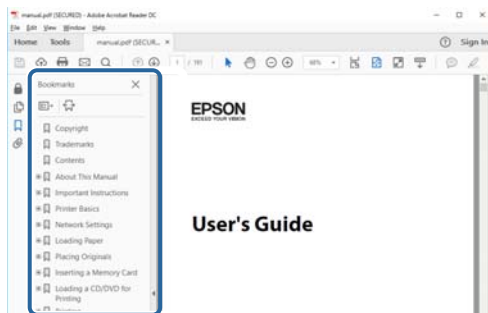 manual.pdf (SECURED) - Adobe Acrobat Reader DC
File Edit View Window Help
Home Tools manual.pdf (SECUR... × Sign In
1 / 191
Bookmarks
Copyright
Trademarks
Contents
About This Manual
Important Instructions
Printer Basics
Network Settings
Loading Paper
Placing Originals
Inserting a Memory Card
Loading a CD/DVD for
Printing
EPSON
EXCEED YOUR VISION
User's Guide